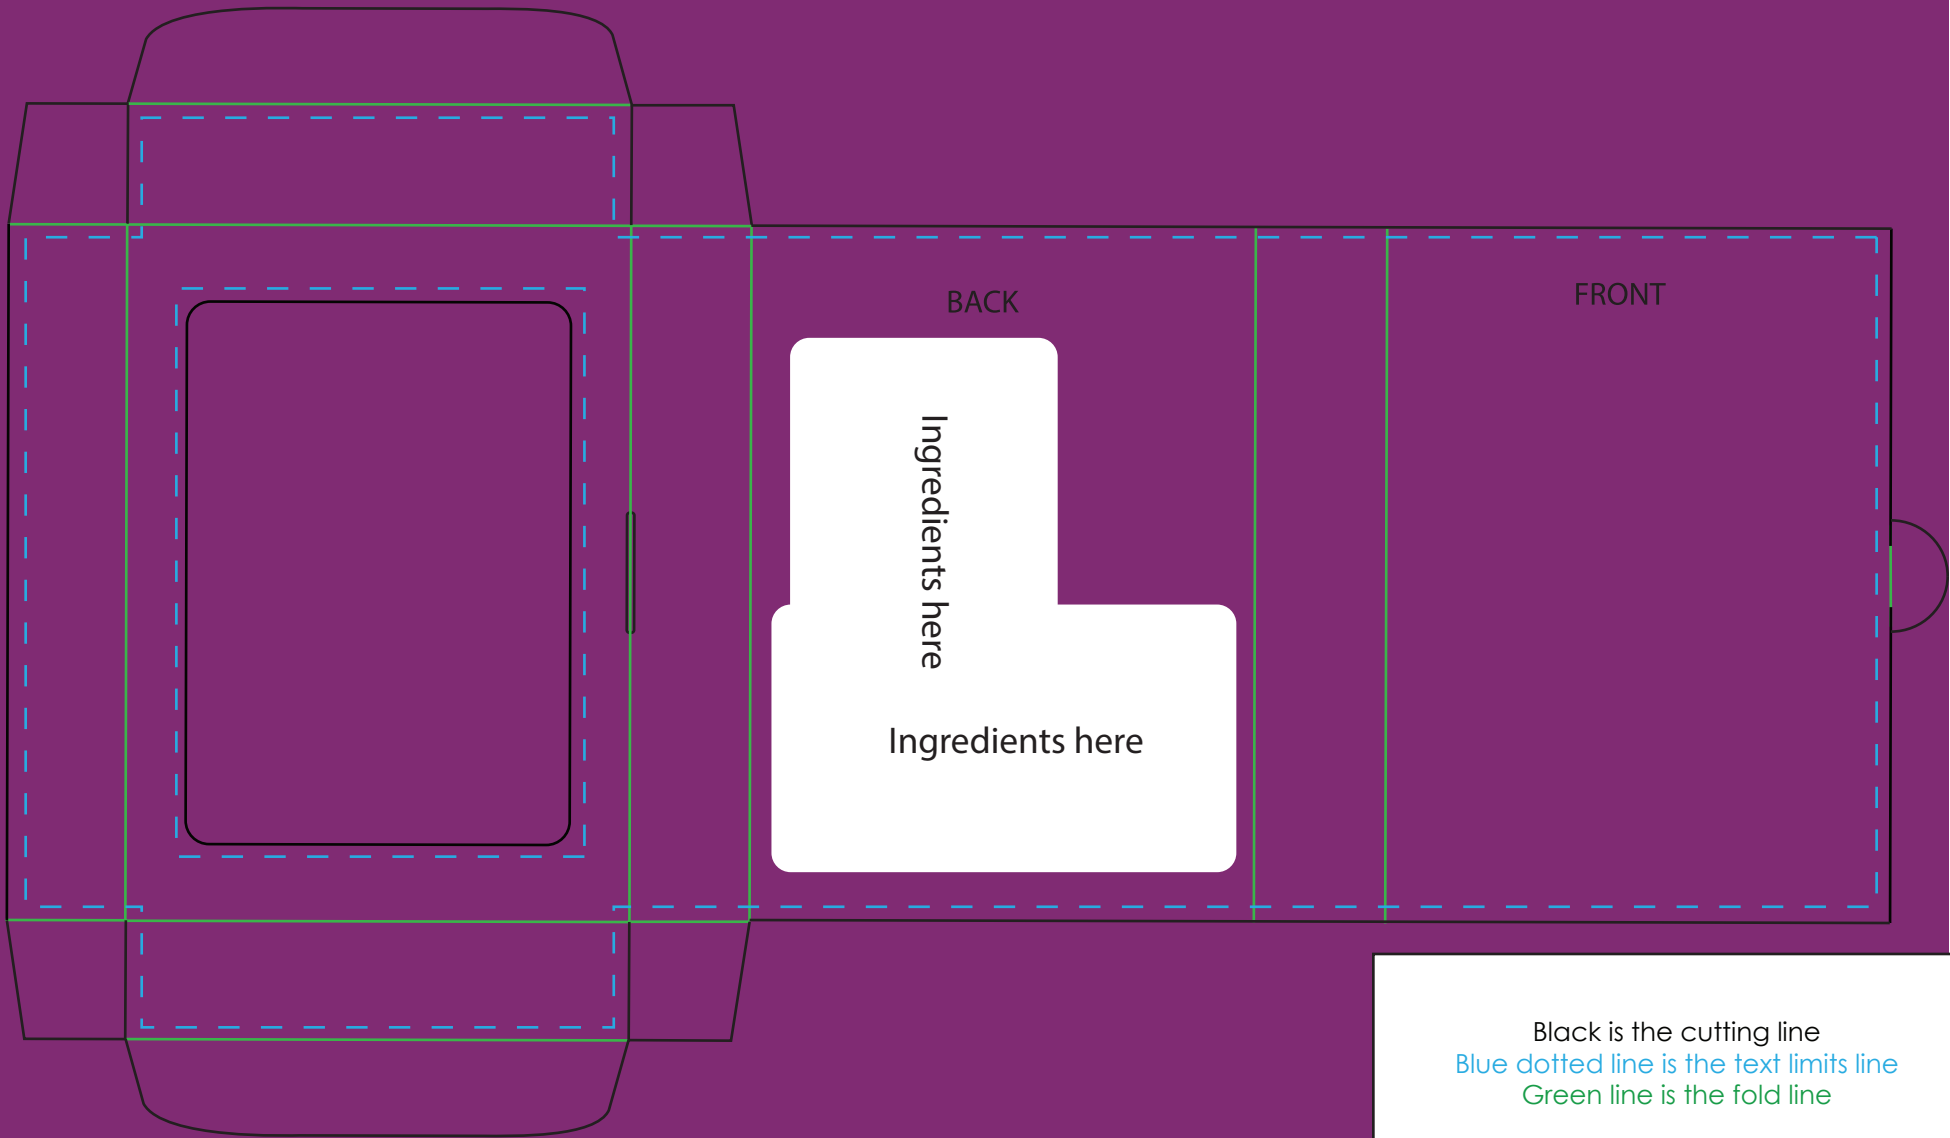 BACK
FRONT
Ingredients here
Ingredients here
Black is the cutting line
Blue dotted line is the text limits line
Green line is the fold line